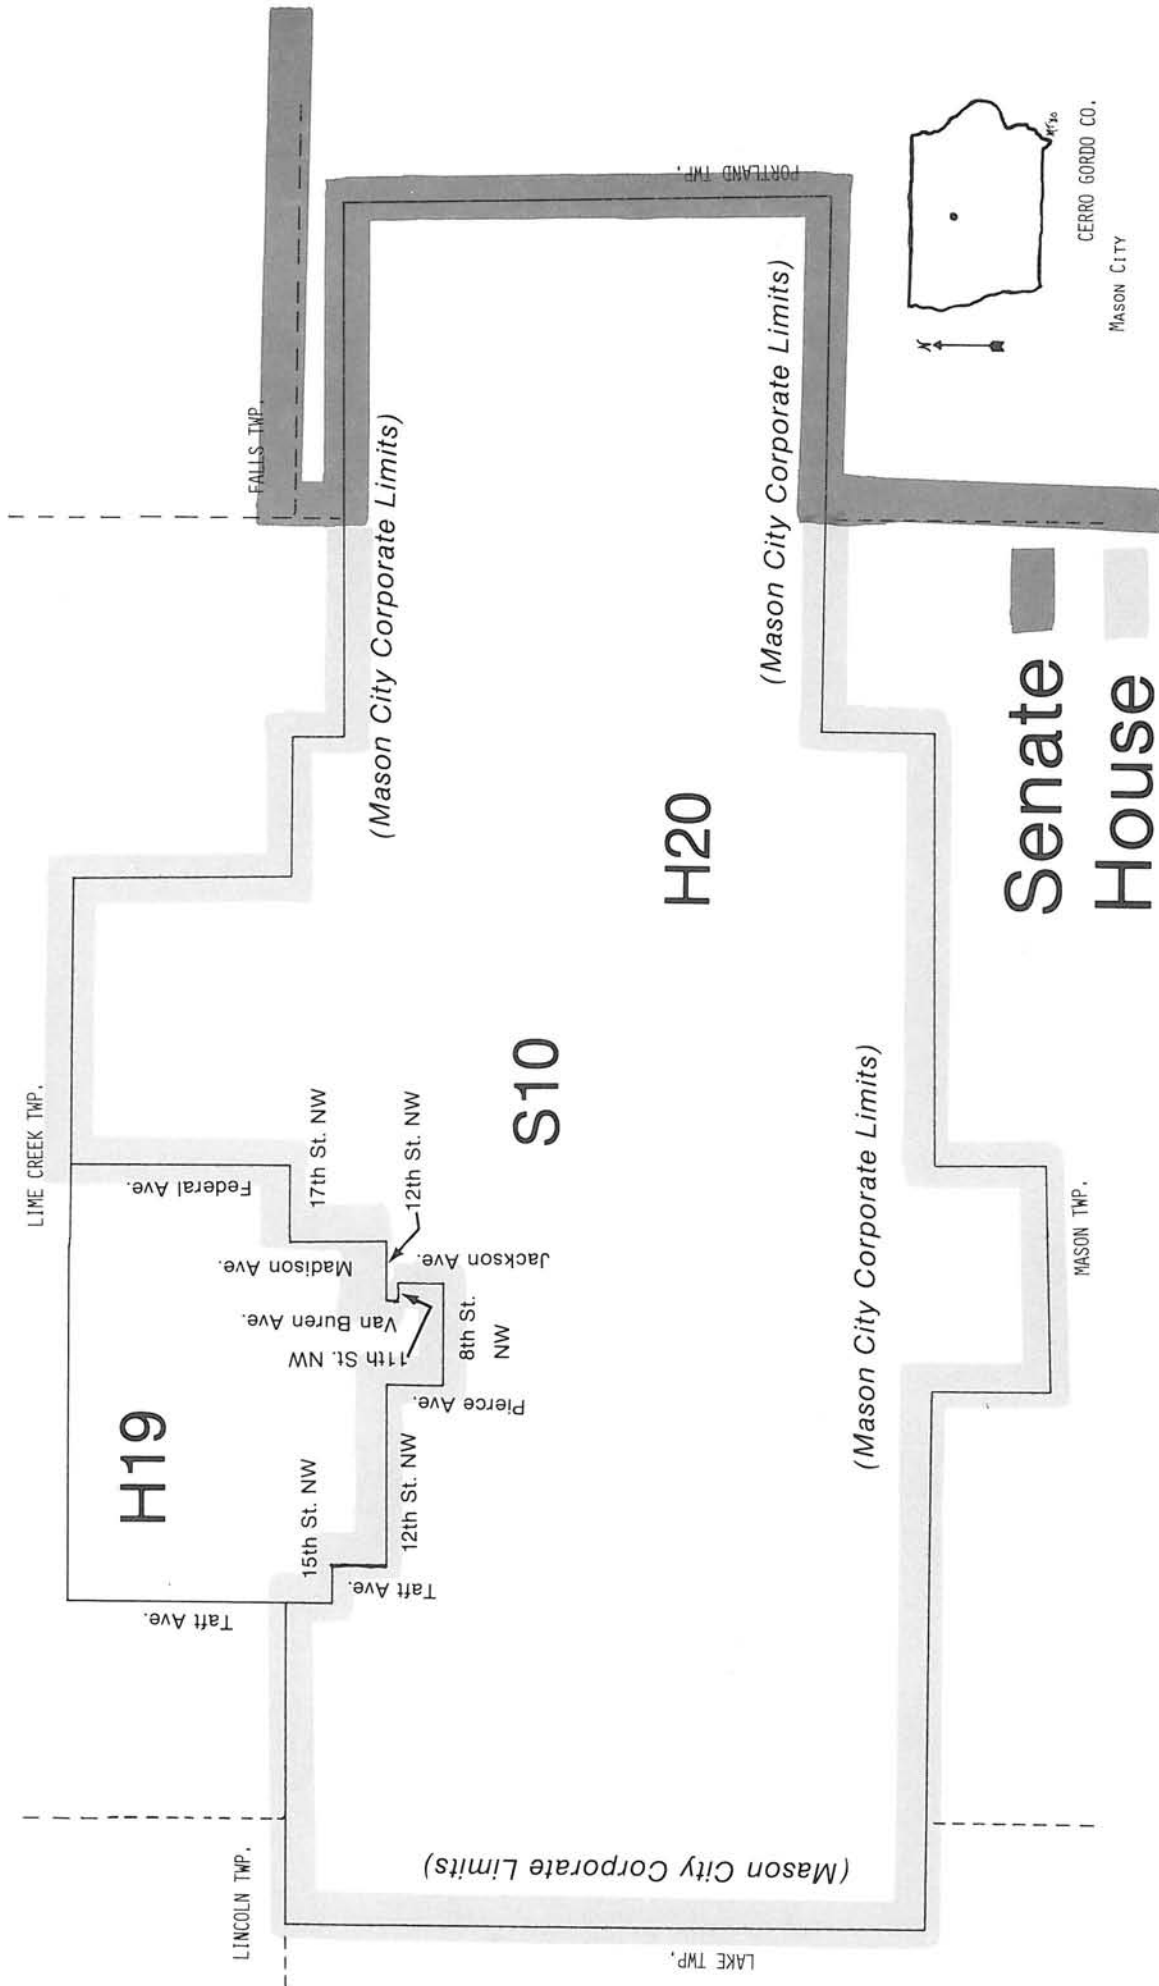 LIME CREEK TWP.
FALLS TWP.
LINCOLN TWP.
H19
Taft Ave.
Federal Ave.
15th St. NW
17th St. NW
Madison Ave.
Van Buren Ave.
11th St. NW
12th St. NW
12th St. NW
Taft Ave.
Pierce Ave.
8th St.
NW
Jackson Ave.
(Mason City Corporate Limits)
S10
H20
(Mason City Corporate Limits)
LAKE TWP.
PORTLAND TWP.
(Mason City Corporate Limits)
(Mason City Corporate Limits)
MASON TWP.
Senate
House
N
CERRO GORDO CO.
MASON CITY